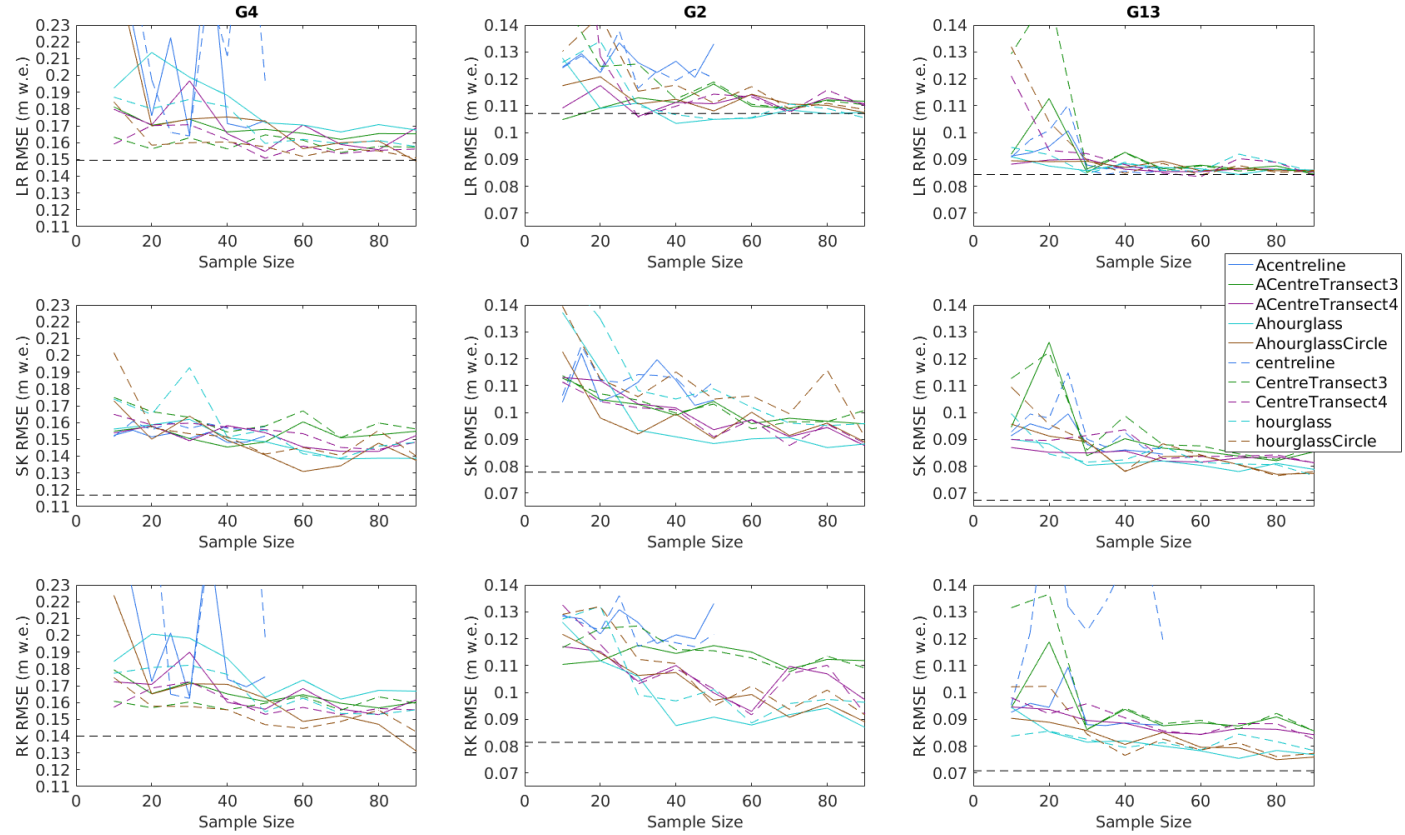 G4
G2
G13
LR RMSE (m w.e.)
0.23
0.22
0.21
0.2
0.19
0.18
0.17
0.16
0.15
0.14
0.13
0.12
0.11
0 20 40 60 80
Sample Size
LR RMSE (m w.e.)
0.14
0.13
0.12
0.11
0.1
0.09
0.08
0.07
0 20 40 60 80
Sample Size
LR RMSE (m w.e.)
0.14
0.13
0.12
0.11
0.1
0.09
0.08
0.07
0 20 40 60 80
Sample Size
Acentreline
ACentreTransect3
ACentreTransect4
Ahourglass
AhourglassCircle
centreline
CentreTransect3
CentreTransect4
hourglass
hourglassCircle
SK RMSE (m w.e.)
0.23
0.22
0.21
0.2
0.19
0.18
0.17
0.16
0.15
0.14
0.13
0.12
0.11
0 20 40 60 80
Sample Size
SK RMSE (m w.e.)
0.14
0.13
0.12
0.11
0.1
0.09
0.08
0.07
0 20 40 60 80
Sample Size
SK RMSE (m w.e.)
0.14
0.13
0.12
0.11
0.1
0.09
0.08
0.07
0 20 40 60 80
Sample Size
RK RMSE (m w.e.)
0.23
0.22
0.21
0.2
0.19
0.18
0.17
0.16
0.15
0.14
0.13
0.12
0.11
0 20 40 60 80
Sample Size
RK RMSE (m w.e.)
0.14
0.13
0.12
0.11
0.1
0.09
0.08
0.07
0 20 40 60 80
Sample Size
RK RMSE (m w.e.)
0.14
0.13
0.12
0.11
0.1
0.09
0.08
0.07
0 20 40 60 80
Sample Size